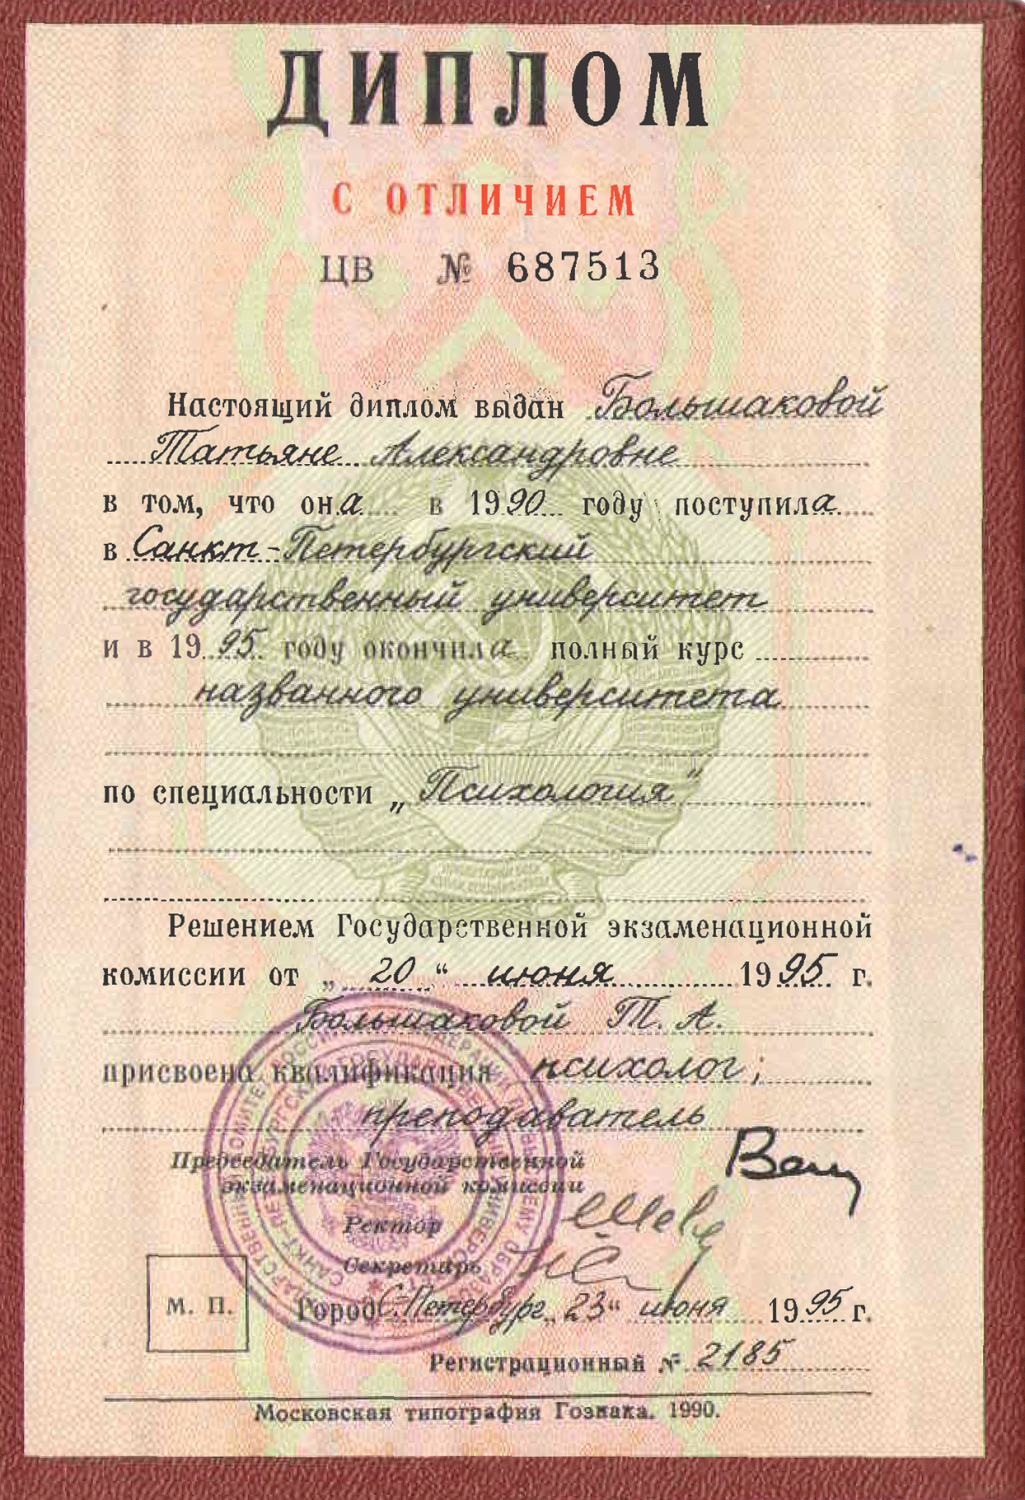 ДИПЛОМ
С ОТЛИЧИЕМ
ЦВ № 687513
Настоящий диплом выдан Большаковой
Татьяне Александровне
в том, что она в 1990 году поступила
в Санкт-Петербургский
государственный университет
и в 1995 году окончила полный курс
названного университета
по специальности „Психология"
Решением Государственной экзаменационной
комиссии от „20“ июня 1995 г.
Большаковой Т. А.
присвоена квалификация психолог;
преподаватель
Председатель Государственной
экзаменационной комиссии
Ректор
Секретарь
М. П.
Город С.Петербург „23“ июня 1995 г.
Регистрационный № 2185
Московская типография Гознака. 1990.